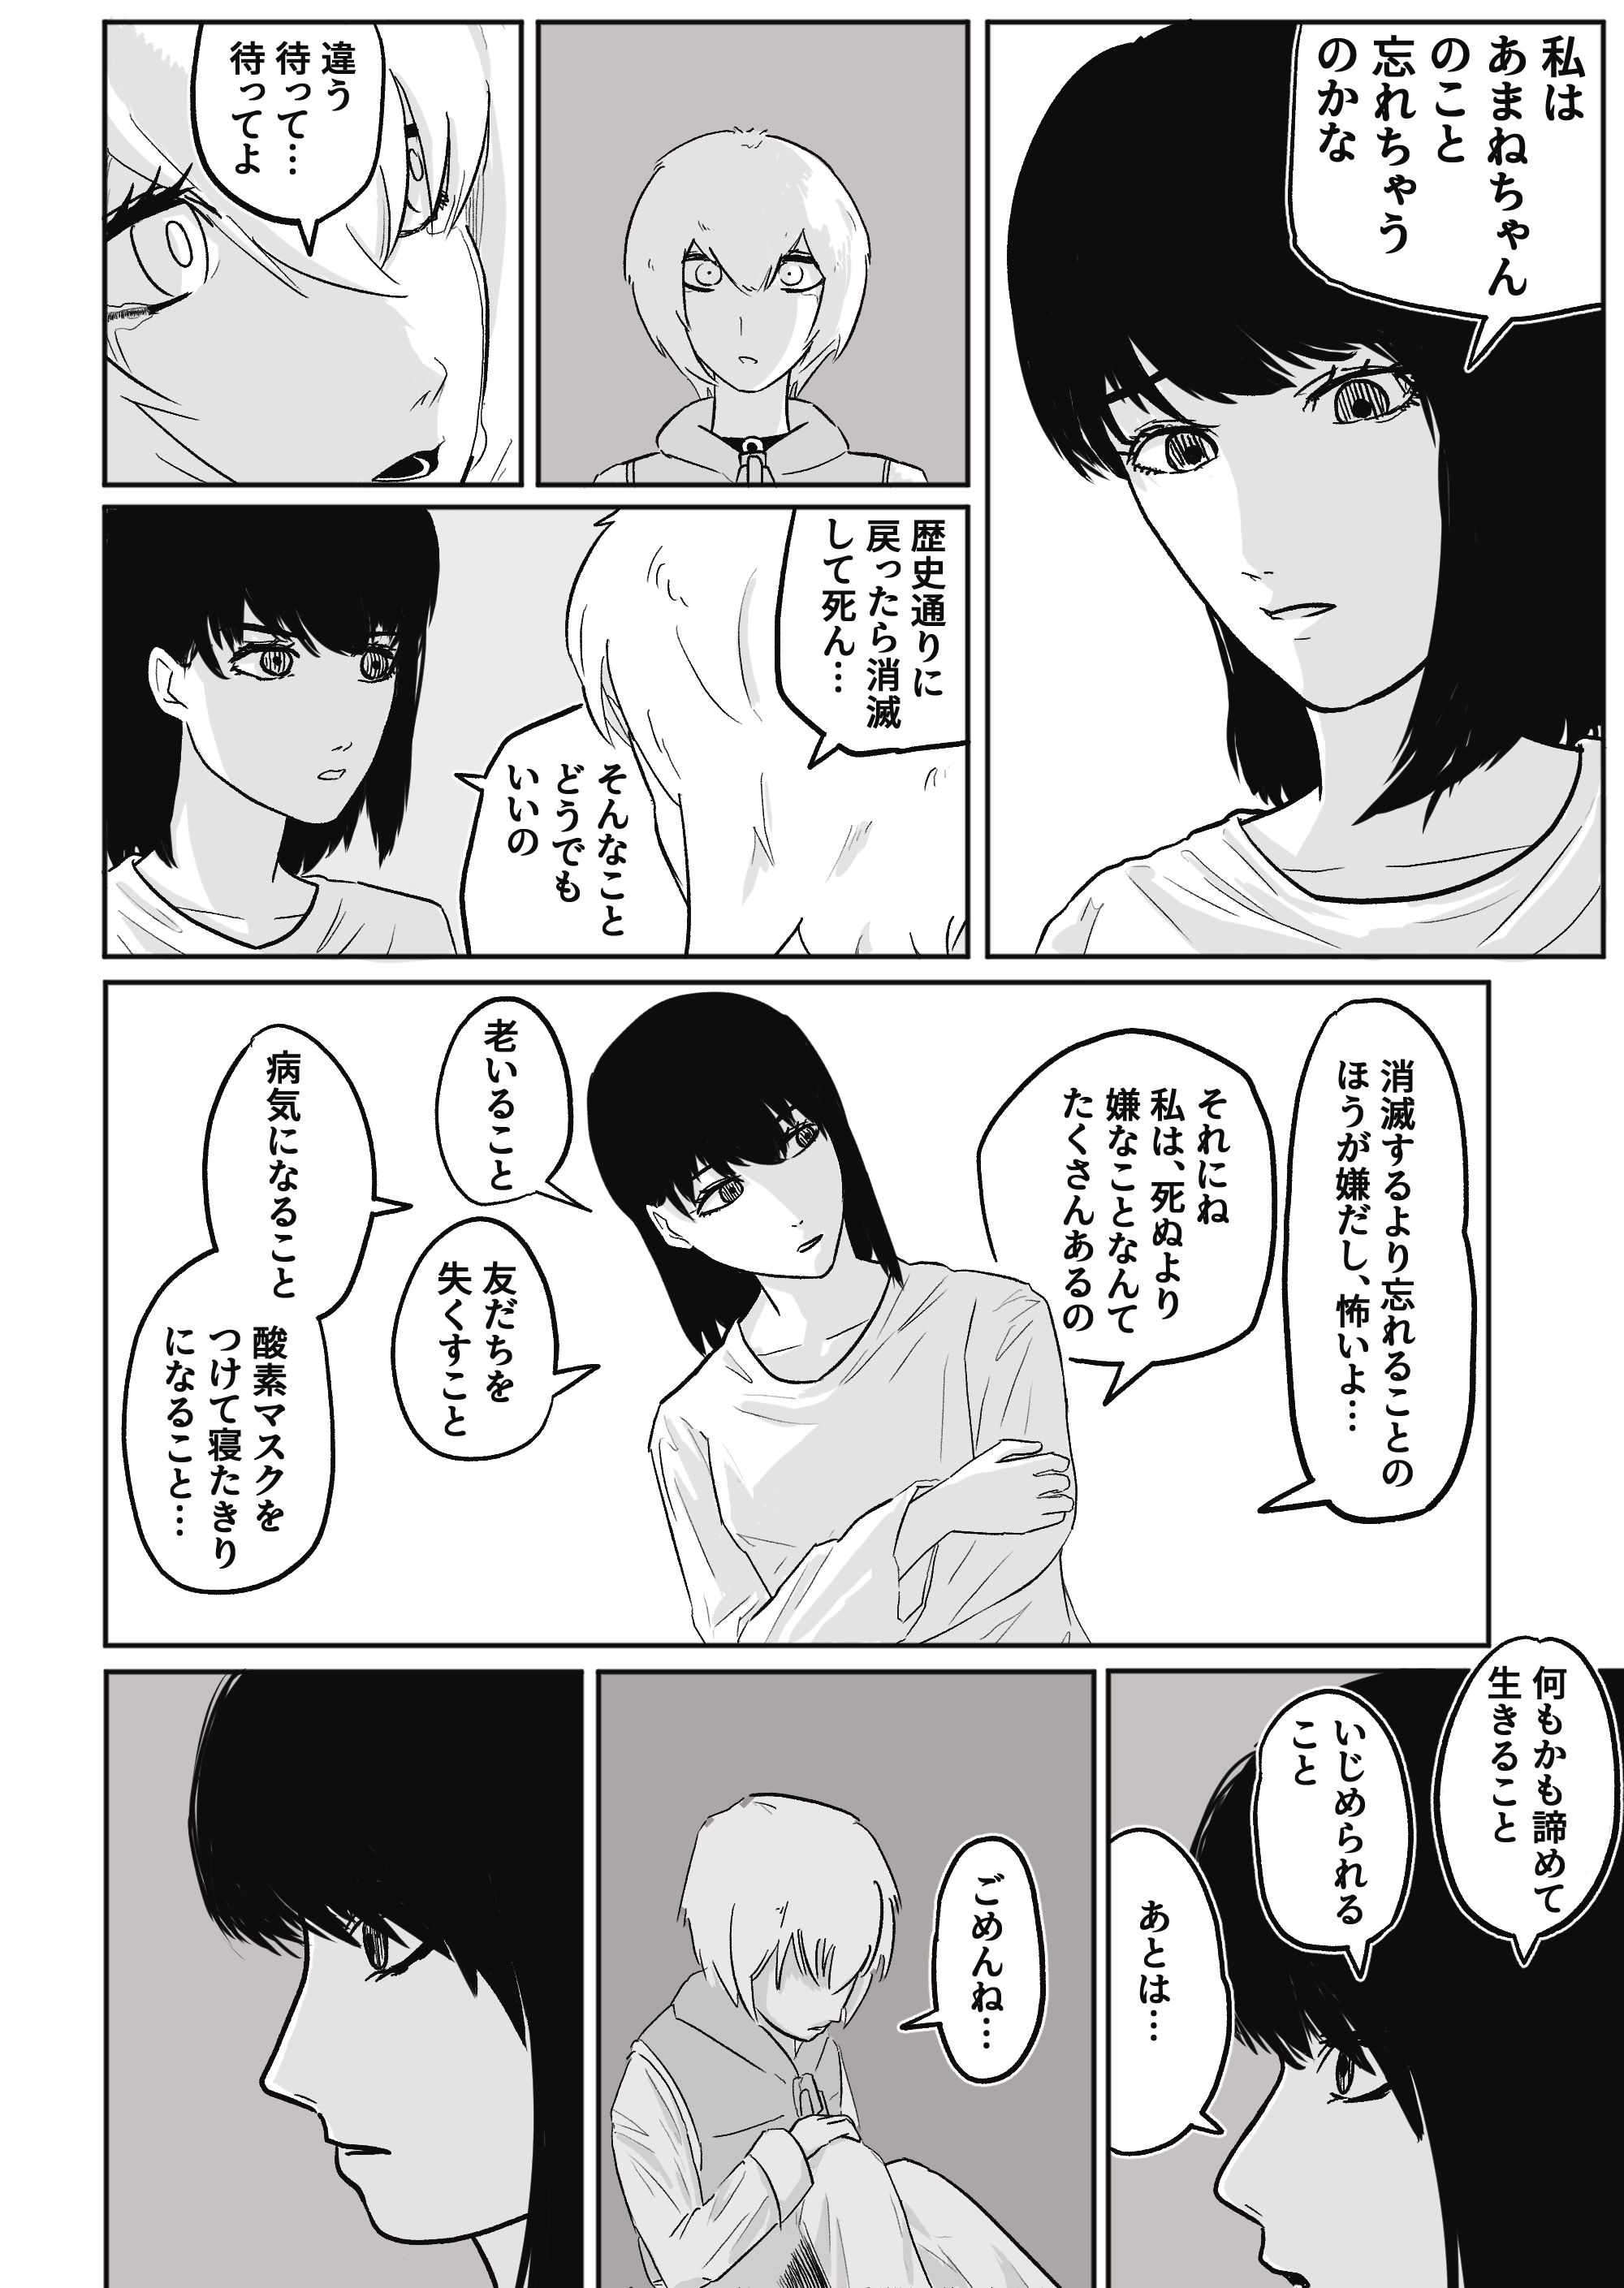 私は
あまねちゃん
のこと
忘れちゃう
のかな
違う
待って…
待ってよ
歴史通りに
戻ったら消滅
して死ん…
そんなこと
どうでも
いいの
消滅するより忘れることの
ほうが嫌だし、怖いよ…
それにね
私は、死ぬより
嫌なことなんて
たくさんあるの
老いること
友だちを
失くすこと
病気になること
酸素マスクを
つけて寝たきり
になること…
何もかも諦めて
生きること
いじめられる
こと
あとは…
ごめんね…